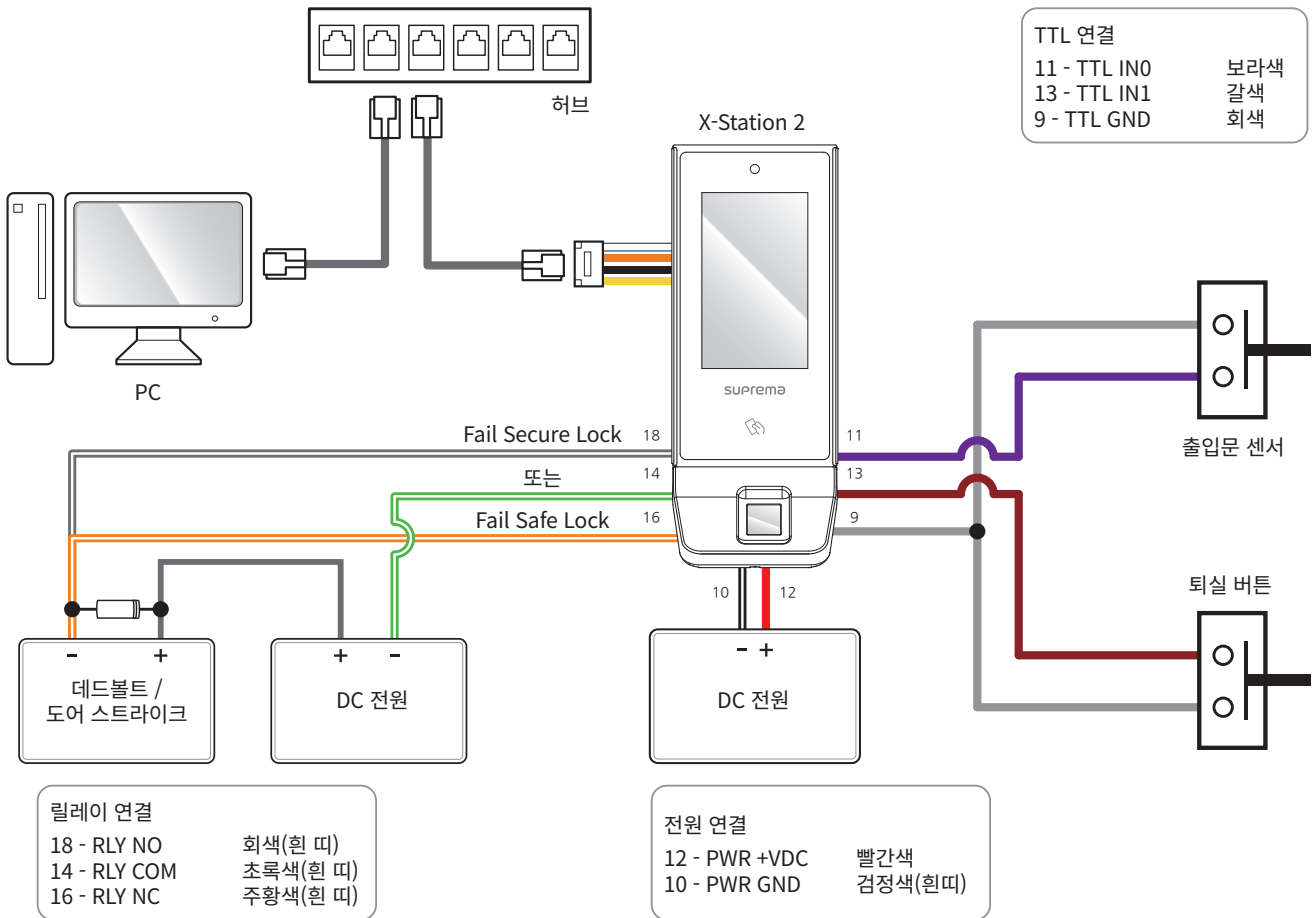 허브
TTL 연결
11 - TTL IN0 보라색
13 - TTL IN1 갈색
9 - TTL GND 회색
X-Station 2
suprema
PC
Fail Secure Lock 18
또는 14
Fail Safe Lock 16
11
13
9
출입문 센서
퇴실 버튼
10 12
- +
데드볼트 /
도어 스트라이크
+ -
DC 전원
- +
DC 전원
릴레이 연결
18 - RLY NO 회색(흰 띠)
14 - RLY COM 초록색(흰 띠)
16 - RLY NC 주황색(흰 띠)
전원 연결
12 - PWR +VDC 빨간색
10 - PWR GND 검정색(흰띠)